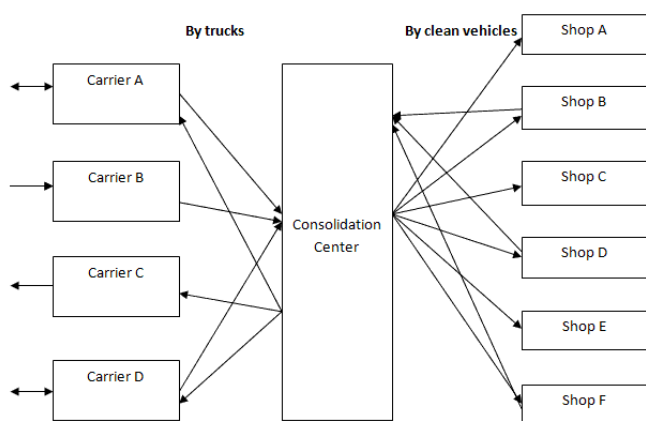 By trucks
By clean vehicles
Carrier A
Carrier B
Carrier C
Carrier D
Consolidation
Center
Shop A
Shop B
Shop C
Shop D
Shop E
Shop F